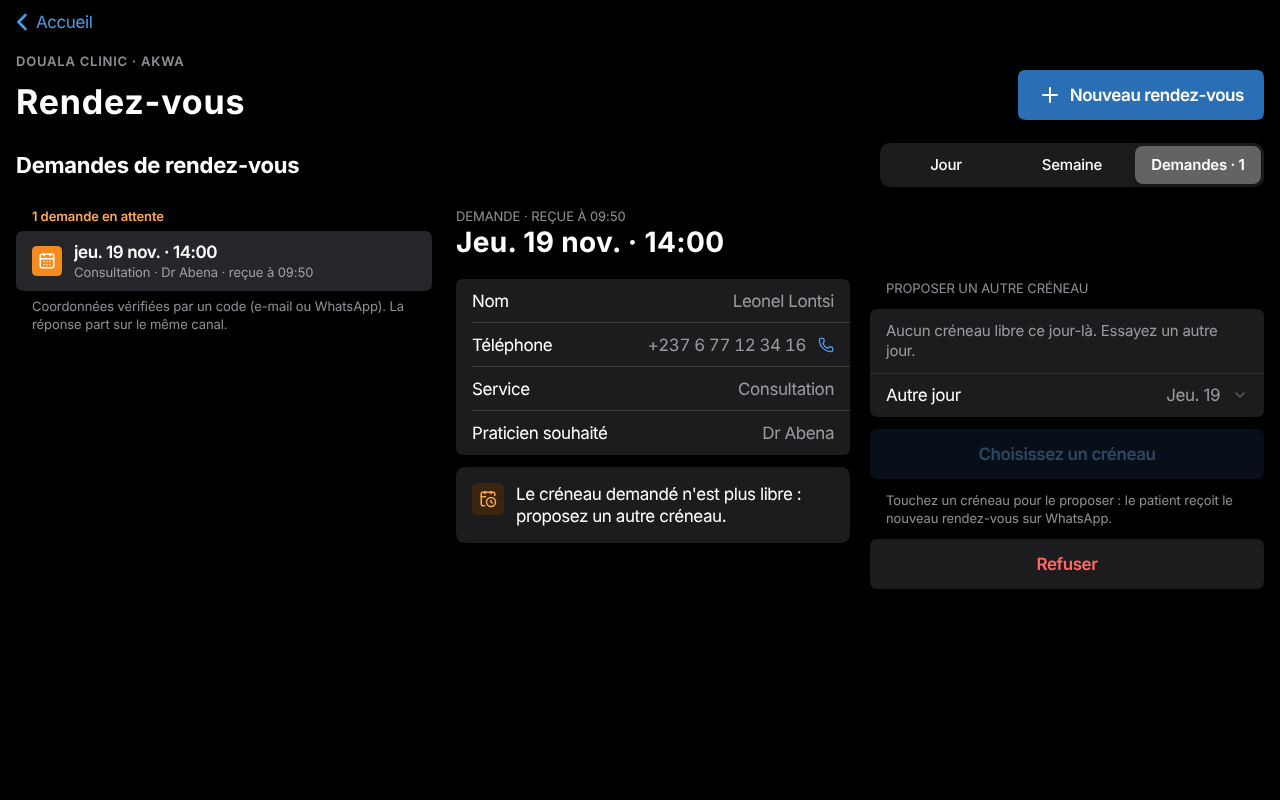 Accueil
DOUALA CLINIC · AKWA
Rendez-vous
Nouveau rendez-vous
Demandes de rendez-vous
Jour
Semaine
Demandes · 1
1 demande en attente
jeu. 19 nov. · 14:00
Consultation · Dr Abena · reçue à 09:50
Coordonnées vérifiées par un code (e-mail ou WhatsApp). La
réponse part sur le même canal.
DEMANDE · REÇUE À 09:50
Jeu. 19 nov. · 14:00
Nom
Leonel Lontsi
Téléphone
+237 6 77 12 34 16
Service
Consultation
Praticien souhaité
Dr Abena
Le créneau demandé n'est plus libre :
proposez un autre créneau.
PROPOSER UN AUTRE CRÉNEAU
Aucun créneau libre ce jour-là. Essayez un autre
jour.
Autre jour
Jeu. 19
Choisissez un créneau
Touchez un créneau pour le proposer : le patient reçoit le
nouveau rendez-vous sur WhatsApp.
Refuser